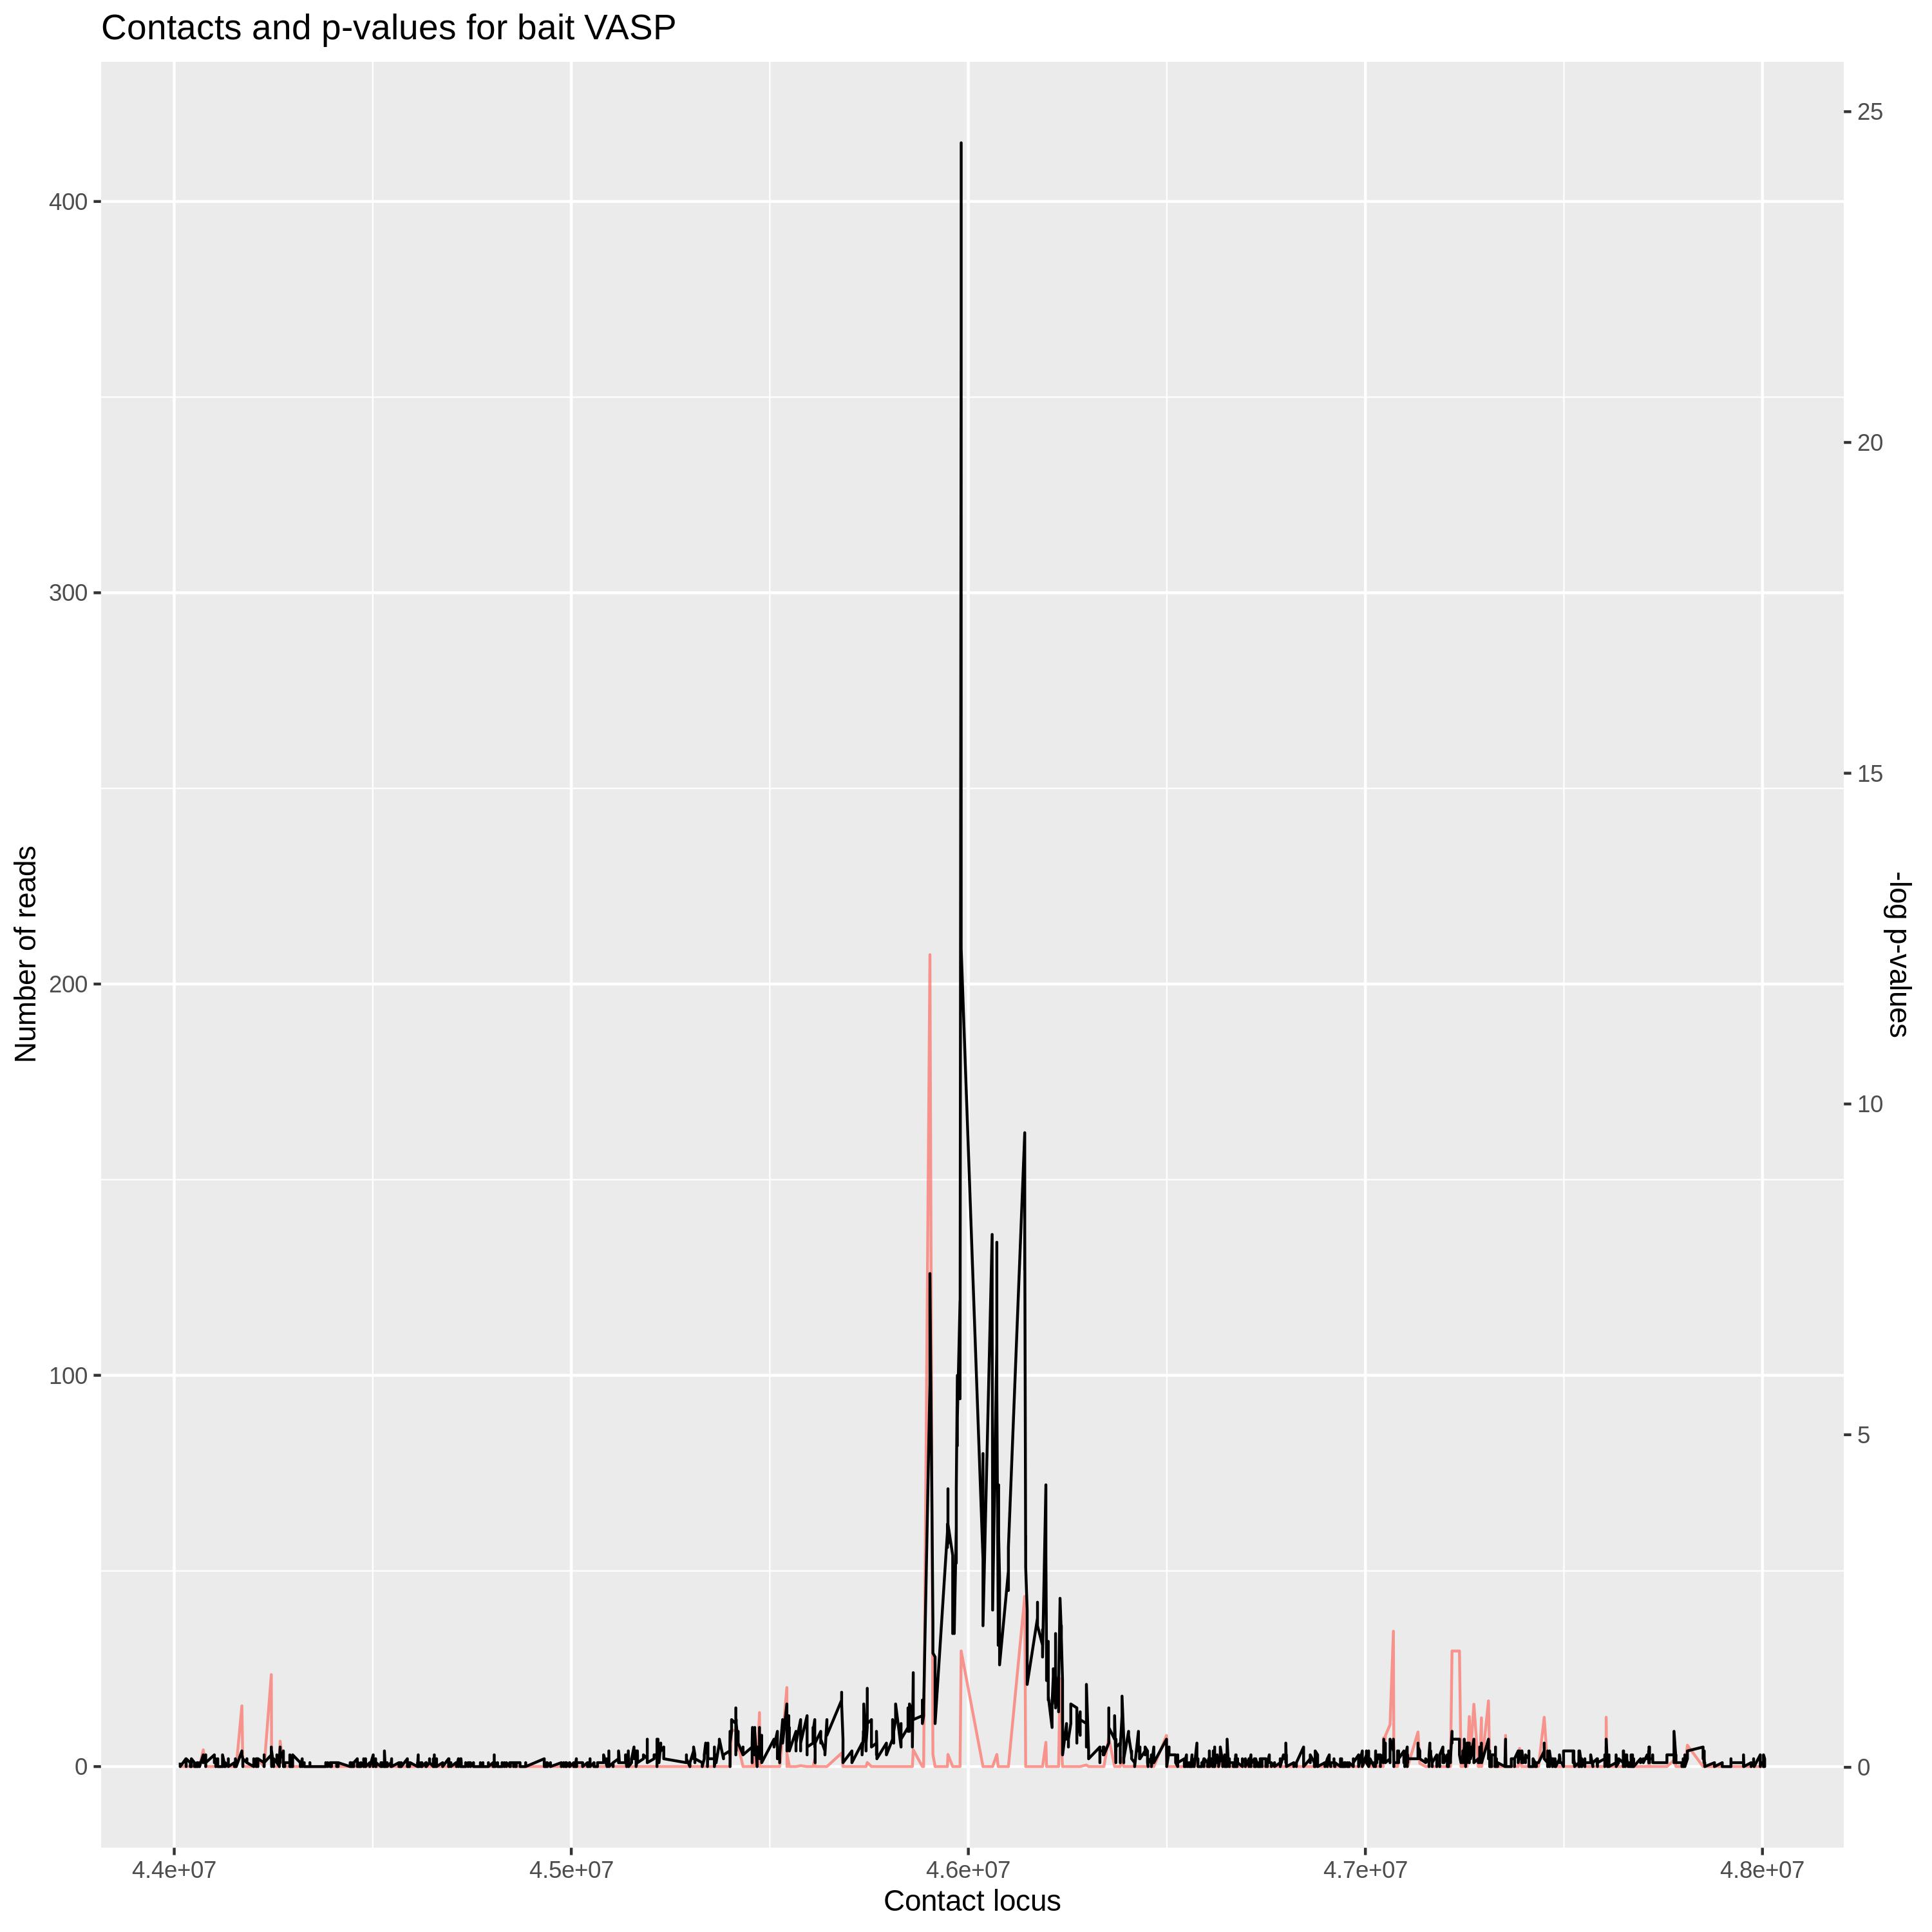 Contacts and p-values for bait VASP
400
300
200
100
0
Number of reads
25
20
15
10
5
0
-log p-values
4.4e+07
4.5e+07
4.6e+07
4.7e+07
4.8e+07
Contact locus